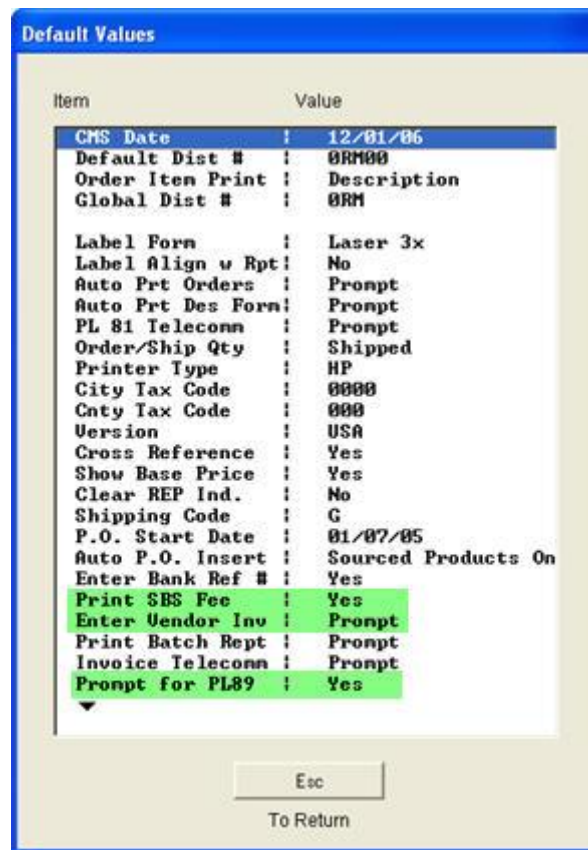 Default Values
Item Value
CMS Date ¦ 12/01/06
Default Dist # ¦ 0RM00
Order Item Print ¦ Description
Global Dist # ¦ 0RM
Label Form ¦ Laser 3x
Label Align w Rpt¦ No
Auto Prt Orders ¦ Prompt
Auto Prt Des Form¦ Prompt
PL 81 Telecomm ¦ Prompt
Order/Ship Qty ¦ Shipped
Printer Type ¦ HP
City Tax Code ¦ 0000
Cnty Tax Code ¦ 000
Version ¦ USA
Cross Reference ¦ Yes
Show Base Price ¦ Yes
Clear REP Ind. ¦ No
Shipping Code ¦ G
P.O. Start Date ¦ 01/07/05
Auto P.O. Insert ¦ Sourced Products On
Enter Bank Ref # ¦ Yes
Print SBS Fee ¦ Yes
Enter Vendor Inv ¦ Prompt
Print Batch Rept ¦ Prompt
Invoice Telecomm ¦ Prompt
Prompt for PL89 ¦ Yes
Esc
To Return